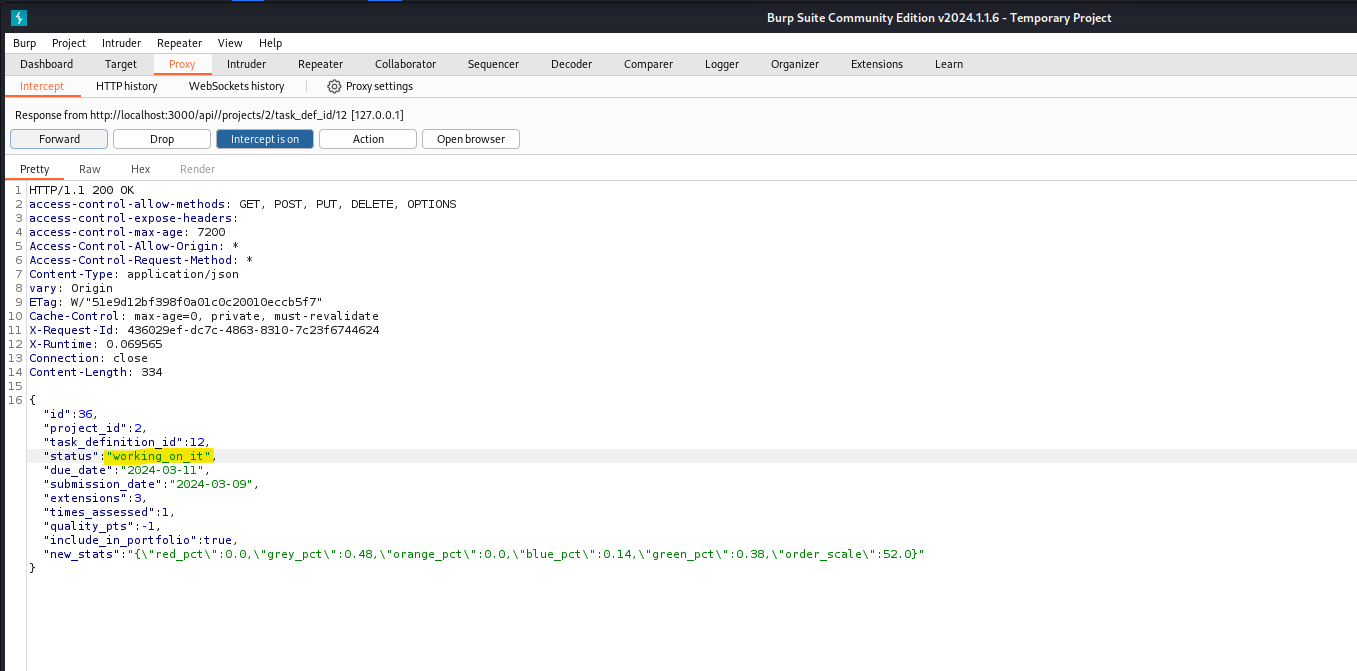 Burp Suite Community Edition v2024.1.1.6 - Temporary Project
Burp Project Intruder Repeater View Help
Dashboard Target Proxy Intruder Repeater Collaborator Sequencer Decoder Comparer Logger Organizer Extensions Learn
Intercept HTTP history WebSockets history Proxy settings
Response from http://localhost:3000/api//projects/2/task_def_id/12 [127.0.0.1]
Forward Drop Intercept is on Action Open browser
Pretty Raw Hex Render
1 HTTP/1.1 200 OK
2 access-control-allow-methods: GET, POST, PUT, DELETE, OPTIONS
3 access-control-expose-headers:
4 access-control-max-age: 7200
5 Access-Control-Allow-Origin: *
6 Access-Control-Request-Method: *
7 Content-Type: application/json
8 vary: Origin
9 ETag: W/"51e9d12bf398f0a01c0c20010eccb5f7"
10 Cache-Control: max-age=0, private, must-revalidate
11 X-Request-Id: 436029ef-dc7c-4863-8310-7c23f6744624
12 X-Runtime: 0.069565
13 Connection: close
14 Content-Length: 334
15
16 {
"id":36,
"project_id":2,
"task_definition_id":12,
"status":"working_on_it",
"due_date":"2024-03-11",
"submission_date":"2024-03-09",
"extensions":3,
"times_assessed":1,
"quality_pts":-1,
"include_in_portfolio":true,
"new_stats":"{\"red_pct\":0.0,\"grey_pct\":0.48,\"orange_pct\":0.0,\"blue_pct\":0.14,\"green_pct\":0.38,\"order_scale\":52.0}"
}